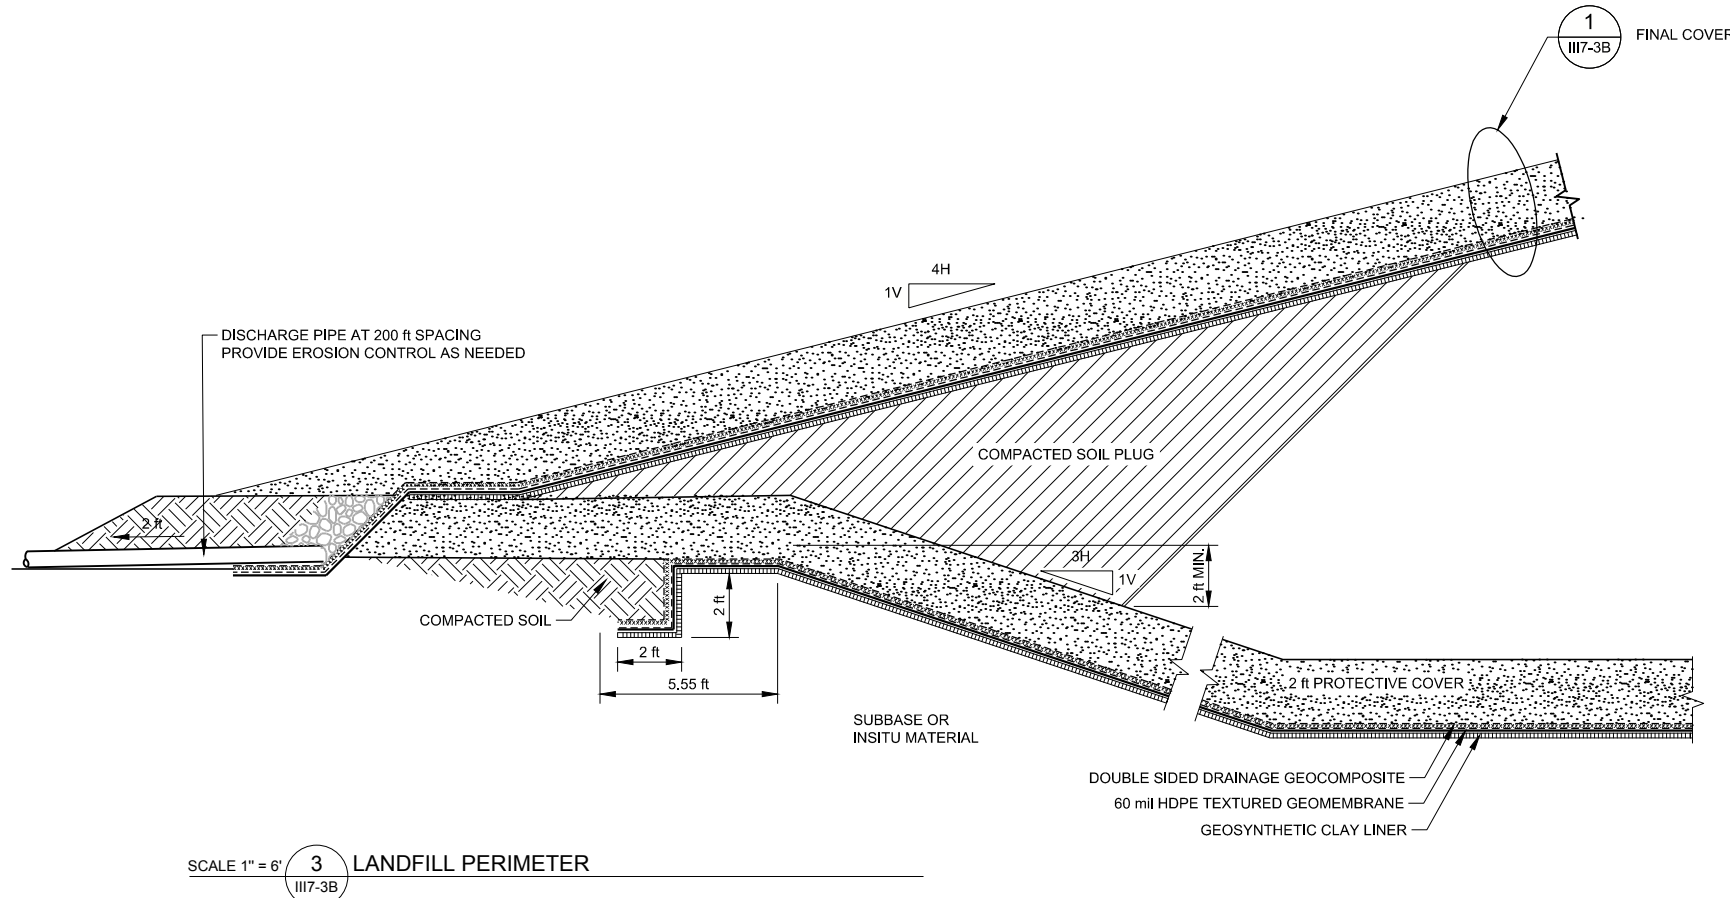 1
III7-3B
FINAL COVER
4H
1V
DISCHARGE PIPE AT 200 ft SPACING
PROVIDE EROSION CONTROL AS NEEDED
COMPACTED SOIL PLUG
2 ft
3H
1V
2 ft MIN.
COMPACTED SOIL
2 ft
2 ft
5.55 ft
2 ft PROTECTIVE COVER
SUBBASE OR
INSITU MATERIAL
DOUBLE SIDED DRAINAGE GEOCOMPOSITE
60 mil HDPE TEXTURED GEOMEMBRANE
GEOSYNTHETIC CLAY LINER
SCALE 1" = 6'
3
III7-3B
LANDFILL PERIMETER